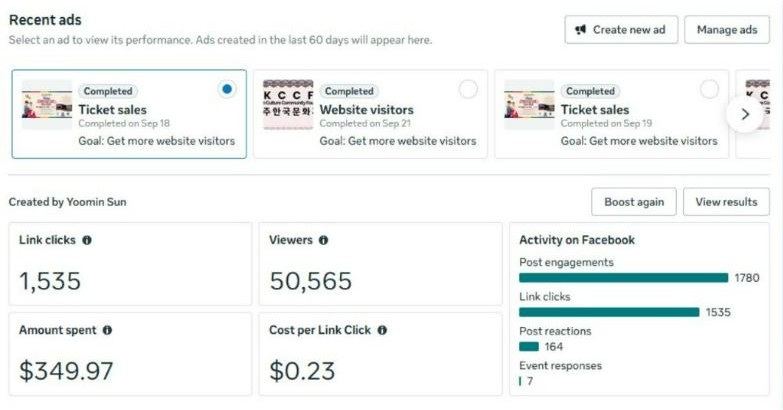 Recent ads
Select an ad to view its performance. Ads created in the last 60 days will appear here.
Create new ad
Manage ads
Completed
Ticket sales
Completed on Sep 18
Goal: Get more website visitors
K C C F
주한국문화
Completed
Website visitors
Completed on Sep 21
Goal: Get more website visitors
Completed
Ticket sales
Completed on Sep 19
Goal: Get more website visitors
Created by Yoomin Sun
Boost again
View results
Link clicks
1,535
Viewers
50,565
Amount spent
$349.97
Cost per Link Click
$0.23
Activity on Facebook
Post engagements
1780
Link clicks
1535
Post reactions
164
Event responses
7